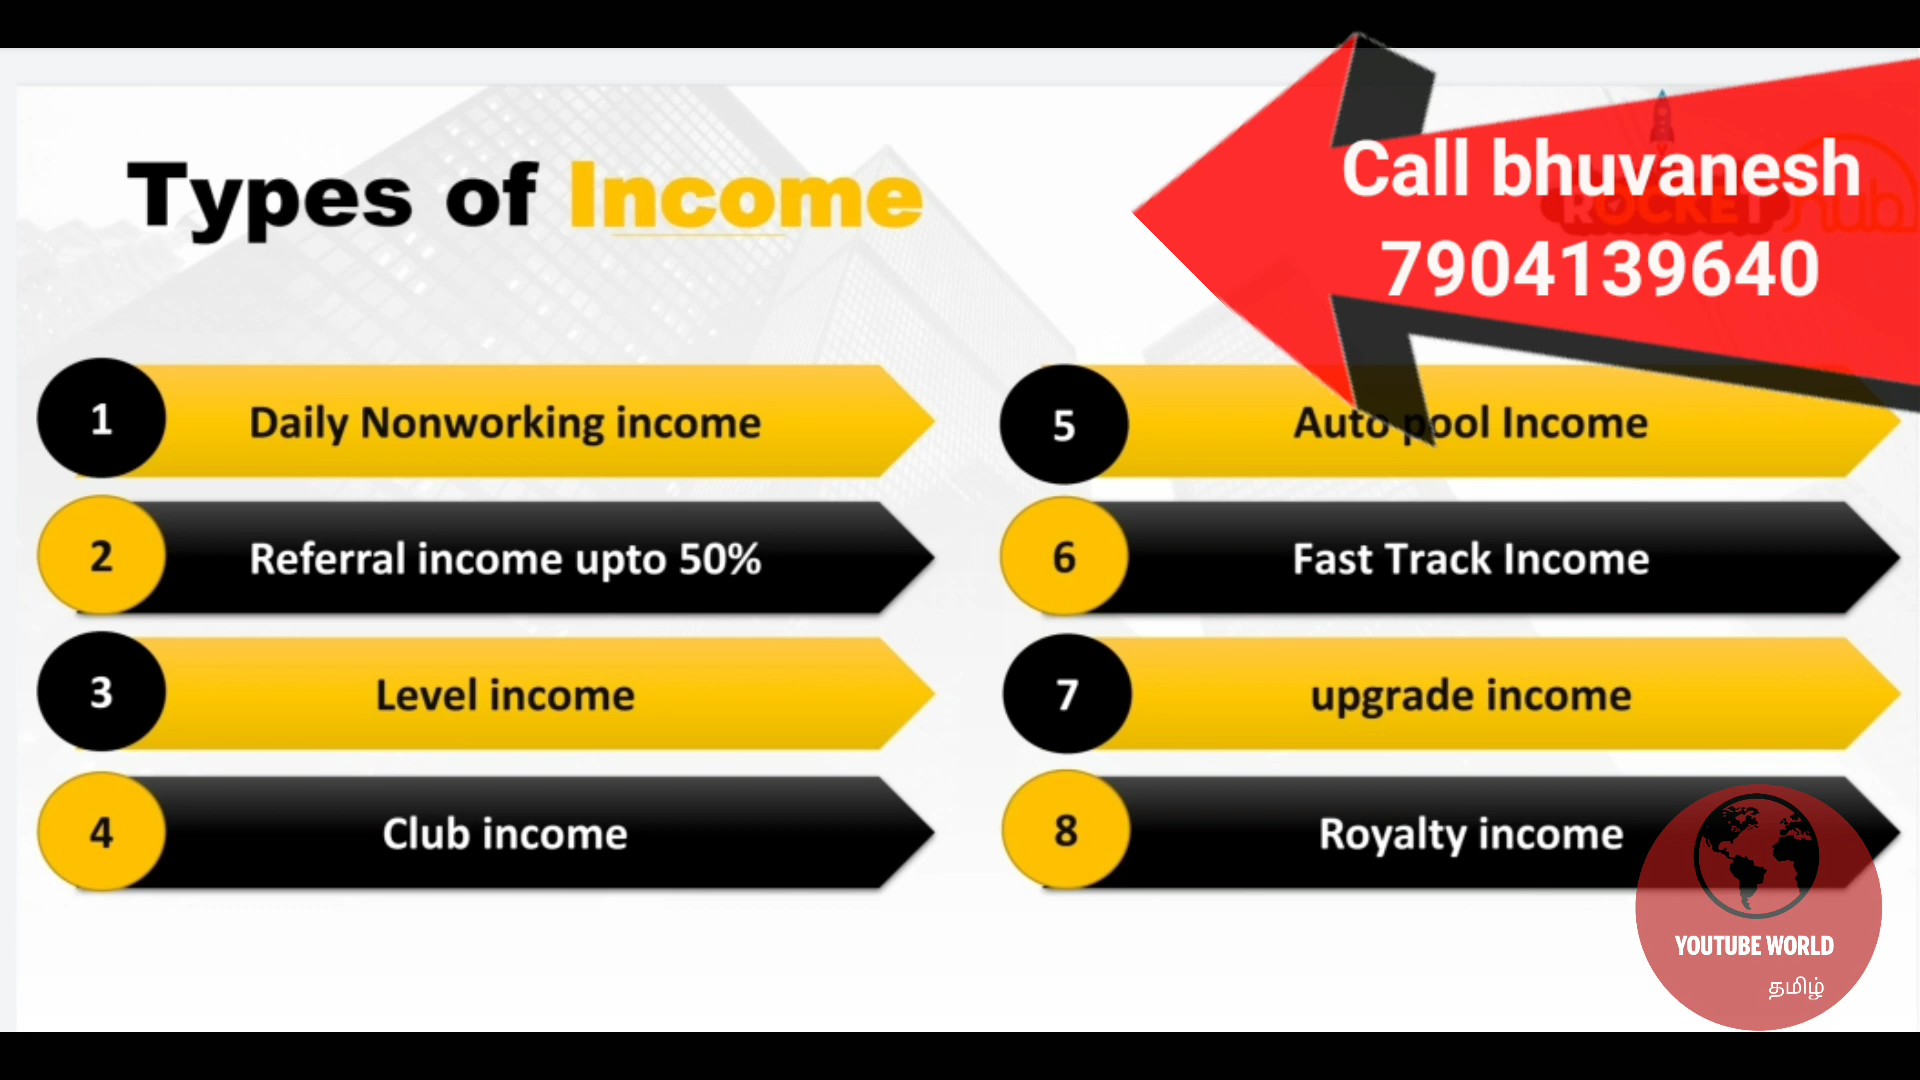 Types of Income
Call bhuvanesh
7904139640
ROCKET hub
1 Daily Nonworking income
2 Referral income upto 50%
3 Level income
4 Club income
5 Auto pool Income
6 Fast Track Income
7 upgrade income
8 Royalty income
YOUTUBE WORLD
தமிழ்